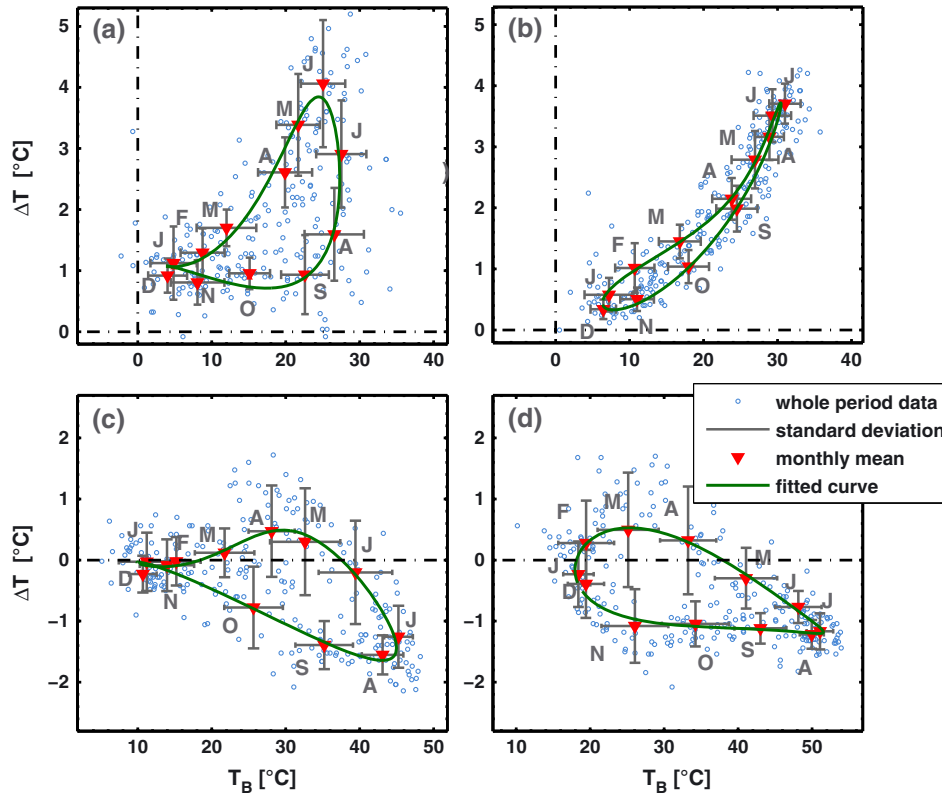 (a)
ΔT [°C]
5
4
3
2
1
0
0 10 20 30 40
J
M
J
A
F M
J
A
D N O S
(b)
5
4
3
2
1
0
0 10 20 30 40
J J
M A
A
S
M
F
O
J
D N
)
(c)
ΔT [°C]
2
1
0
−1
−2
10 20 30 40 50
T_B [°C]
J M A M J
F
D N
O
J
S A
(d)
2
1
0
−1
−2
10 20 30 40 50
T_B [°C]
F M A
M
J J
D
J
N O S A
whole period data
standard deviation
monthly mean
fitted curve